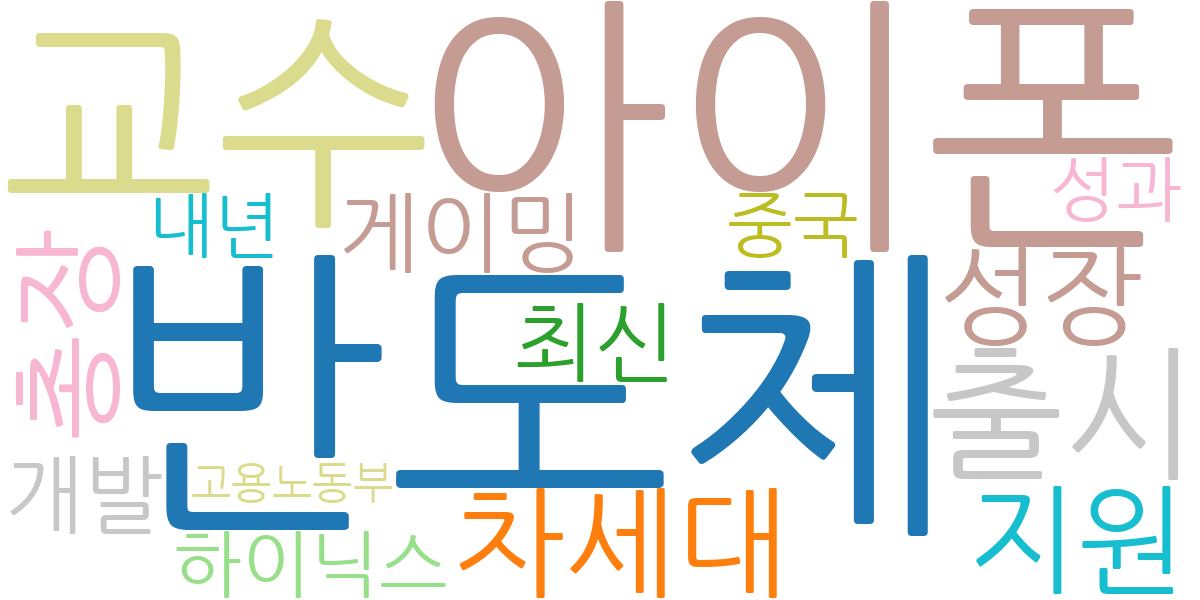 교수
아이폰
성과
내년
게이밍
중국
성장
총장
반도체
최신
출시
개발
고용노동부
차세대
지원
하이닉스